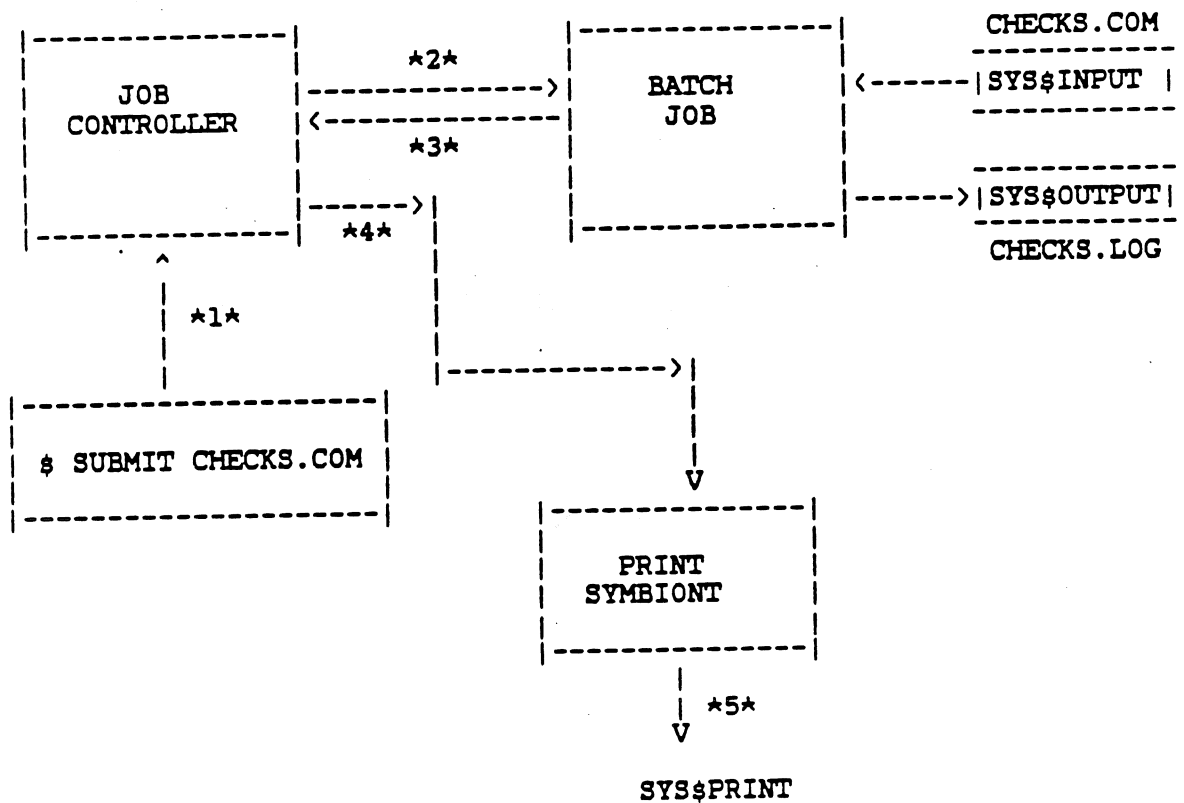 CHECKS.COM
*2*
JOB
CONTROLLER
BATCH
JOB
SYS$INPUT
*3*
*4*
SYS$OUTPUT
CHECKS.LOG
*1*
$ SUBMIT CHECKS.COM
PRINT
SYMBIONT
*5*
SYS$PRINT